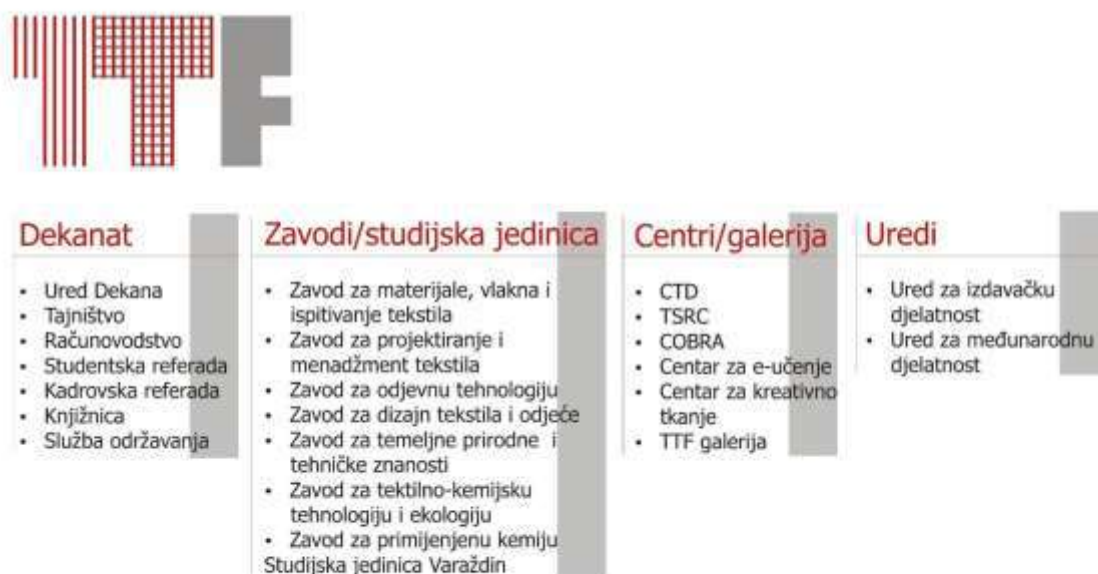 TTF
Dekanat
• Ured Dekana
• Tajništvo
• Računovodstvo
• Studentska referada
• Kadrovska referada
• Knjižnica
• Služba održavanja
Zavodi/studijska jedinica
• Zavod za materijale, vlakna i
ispitivanje tekstila
• Zavod za projektiranje i
menadžment tekstila
• Zavod za odjevnu tehnologiju
• Zavod za dizajn tekstila i odjeće
• Zavod za temeljne prirodne i
tehničke znanosti
• Zavod za tektilno-kemijsku
tehnologiju i ekologiju
• Zavod za primijenjenu kemiju
Studijska jedinica Varaždin
Centri/galerija
• CTD
• TSRC
• COBRA
• Centar za e-učenje
• Centar za kreativno
tkanje
• TTF galerija
Uredi
• Ured za izdavačku
djelatnost
• Ured za međunarodnu
djelatnost